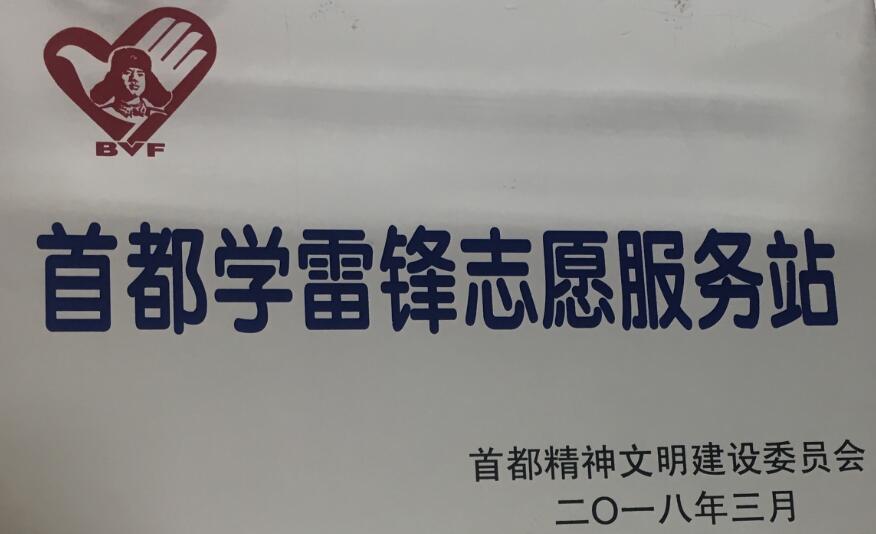 BVF
首都学雷锋志愿服务站
首都精神文明建设委员会
二〇一八年三月